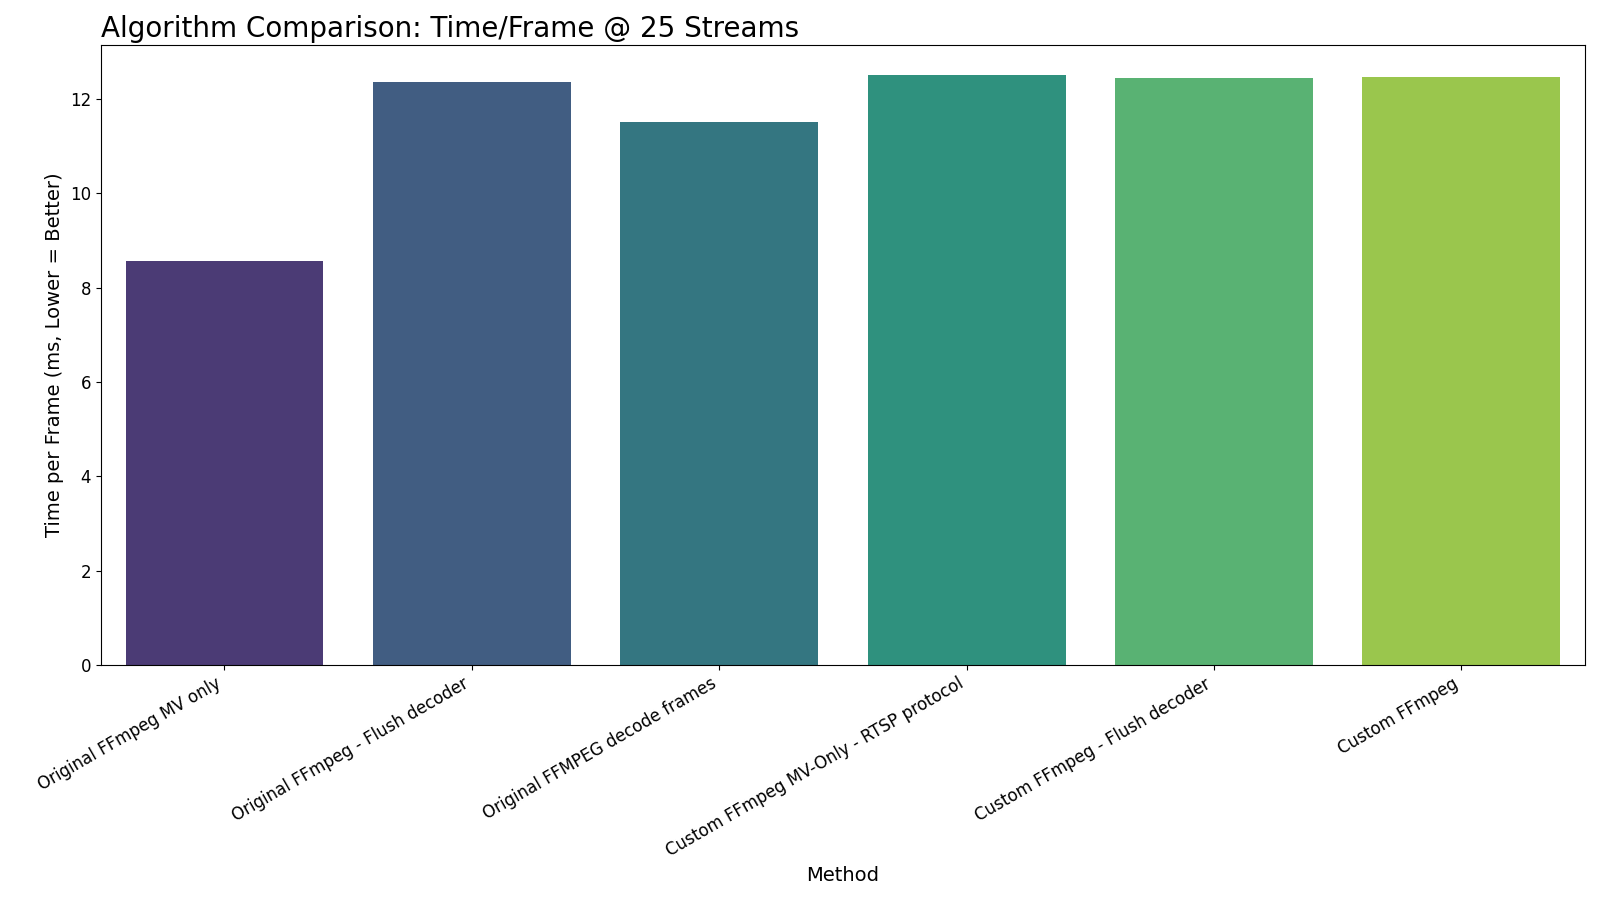 Algorithm Comparison: Time/Frame @ 25 Streams
Time per Frame (ms, Lower = Better)
12
10
8
6
4
2
0
Original FFmpeg MV only
Original FFmpeg - Flush decoder
Original FFMPEG decode frames
Custom FFmpeg MV-Only - RTSP protocol
Custom FFmpeg - Flush decoder
Custom FFmpeg
Method